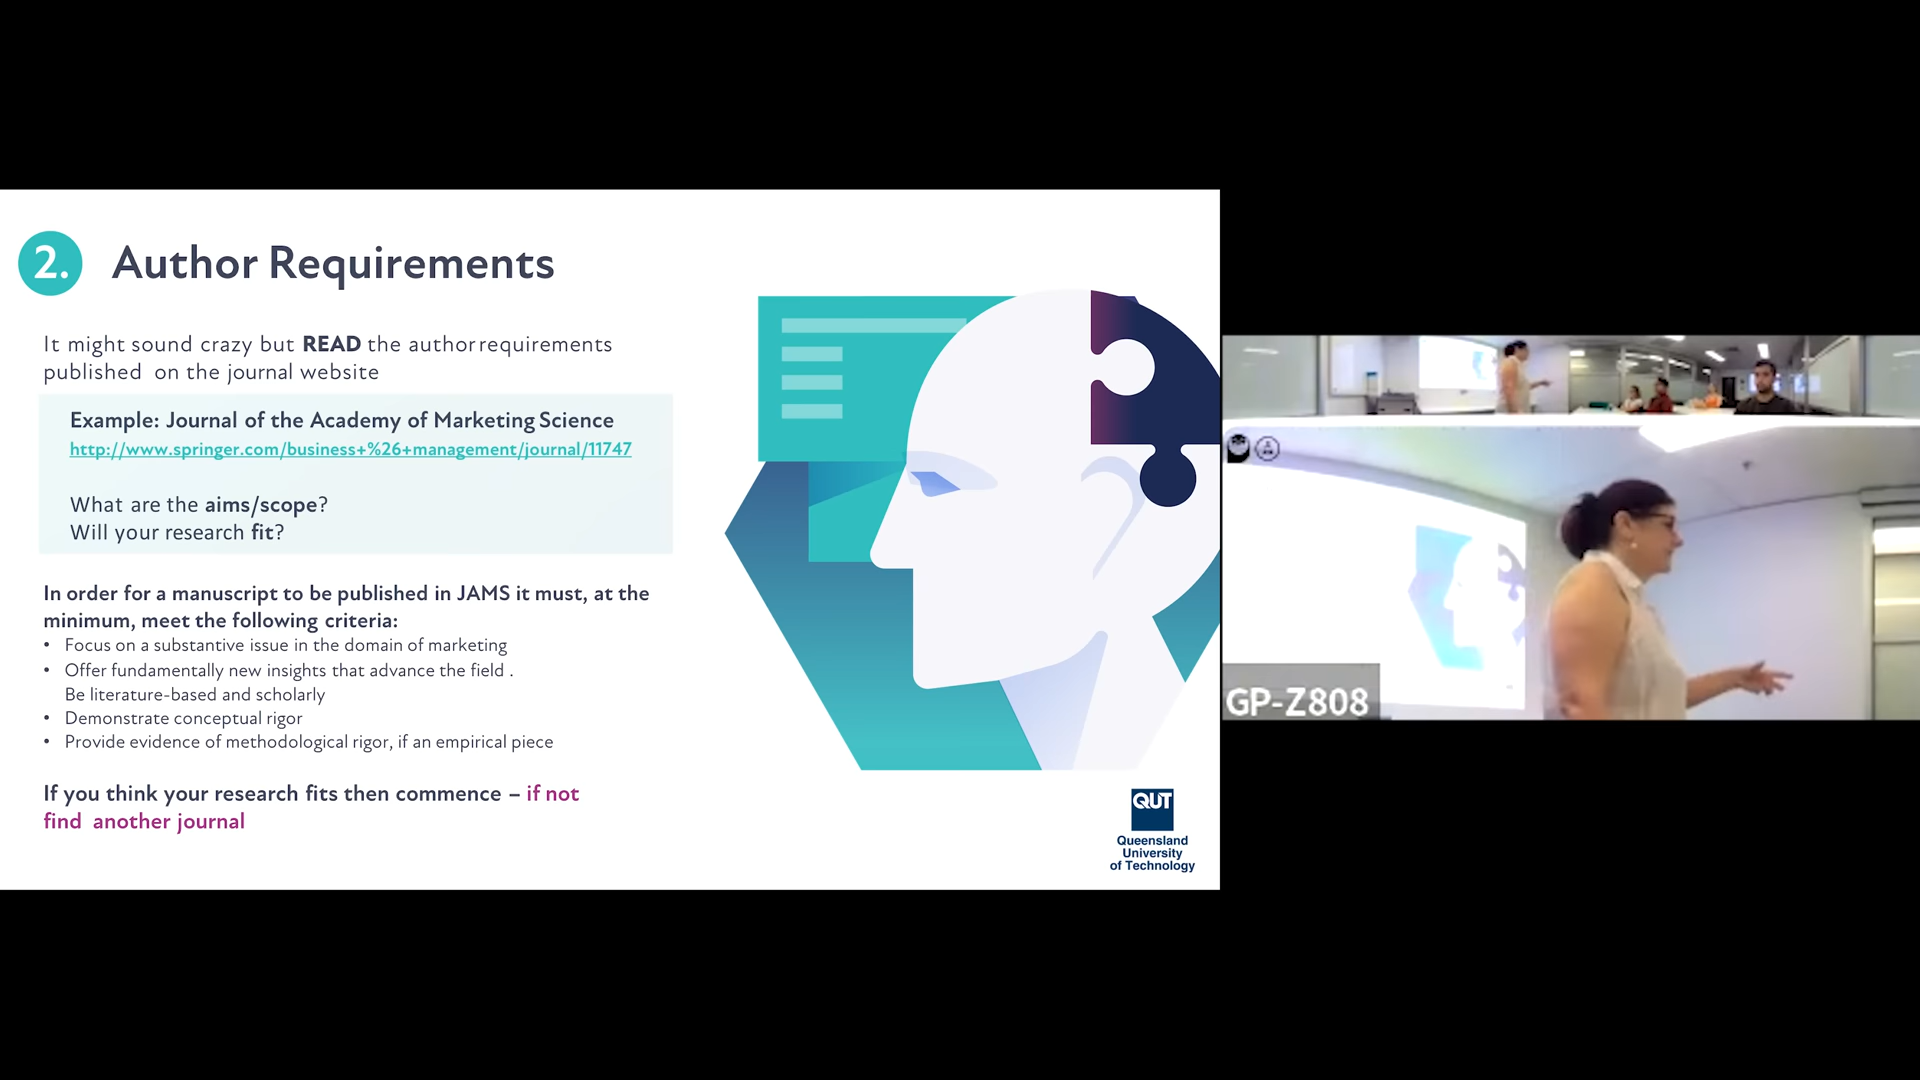 2. Author Requirements
It might sound crazy but READ the author requirements
published on the journal website
Example: Journal of the Academy of Marketing Science
http://www.springer.com/business+%26+management/journal/11747
What are the aims/scope?
Will your research fit?
In order for a manuscript to be published in JAMS it must, at the
minimum, meet the following criteria:
• Focus on a substantive issue in the domain of marketing
• Offer fundamentally new insights that advance the field .
Be literature-based and scholarly
• Demonstrate conceptual rigor
• Provide evidence of methodological rigor, if an empirical piece
If you think your research fits then commence – if not
find another journal
QUT
Queensland
University
of Technology
GP-Z808